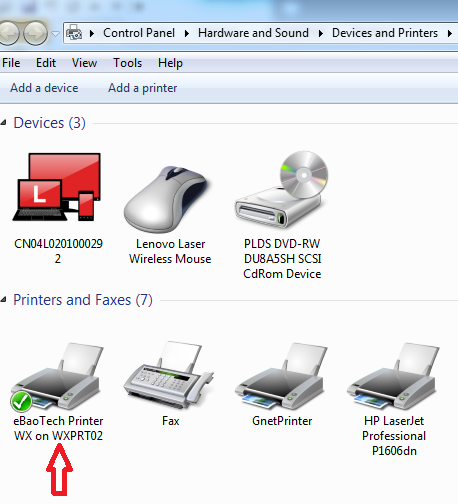 Control Panel Hardware and Sound Devices and Printers
File Edit View Tools Help
Add a device Add a printer
Devices (3)
L
CN04L020100029
2
Lenovo Laser
Wireless Mouse
PLDS DVD-RW
DU8A5SH SCSI
CdRom Device
Printers and Faxes (7)
eBaoTech Printer
WX on WXPRT02
Fax
GnetPrinter
HP LaserJet
Professional
P1606dn